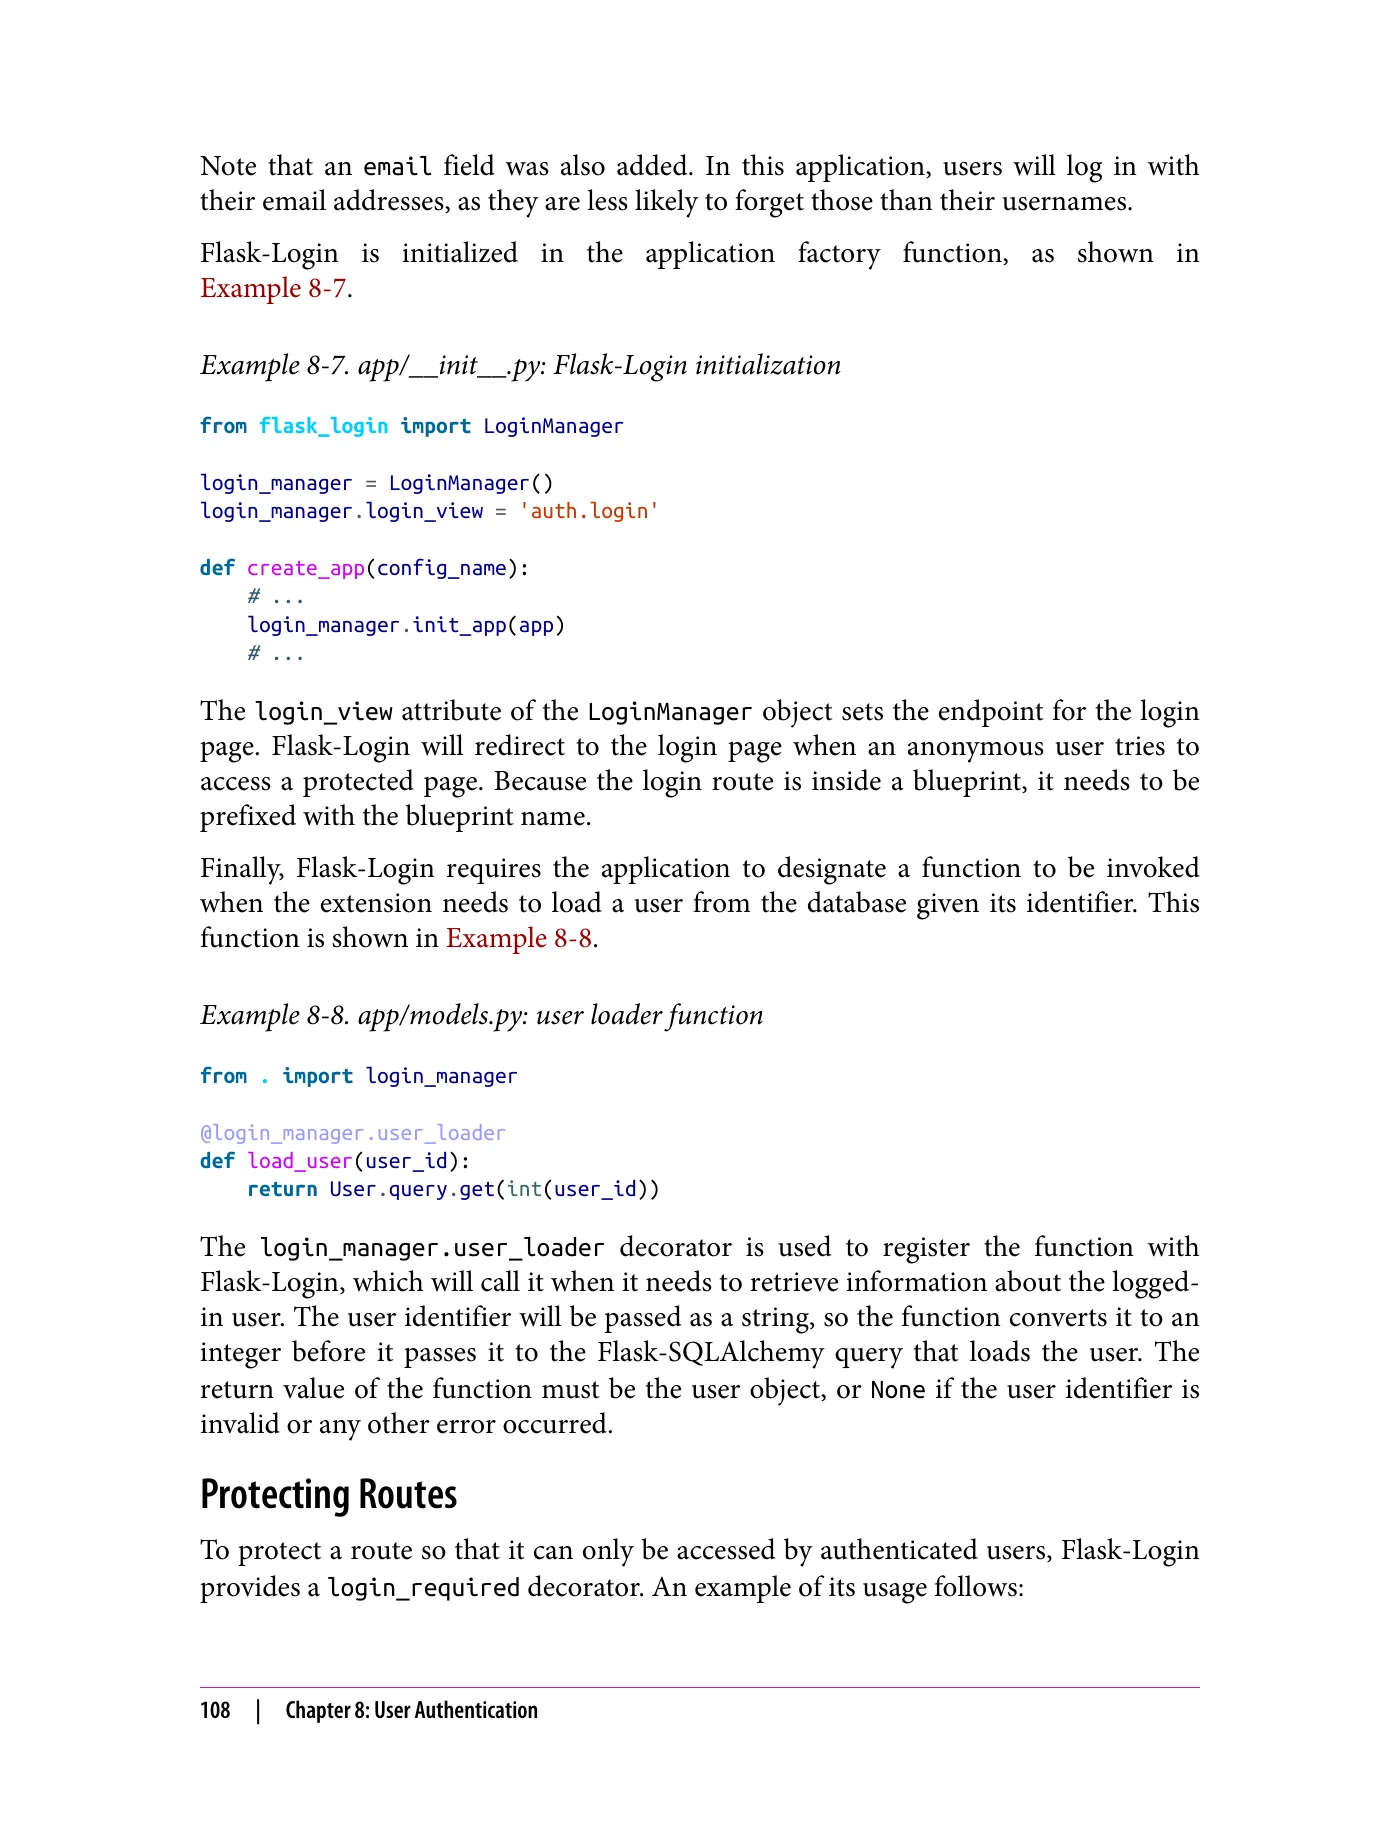 Note that an email field was also added. In this application, users will log in with
their email addresses, as they are less likely to forget those than their usernames.
Flask-Login is initialized in the application factory function, as shown in
Example 8-7.
Example 8-7. app/__init__.py: Flask-Login initialization
from flask_login import LoginManager
login_manager = LoginManager()
login_manager.login_view = 'auth.login'
def create_app(config_name):
    # ...
    login_manager.init_app(app)
    # ...
The login_view attribute of the LoginManager object sets the endpoint for the login
page. Flask-Login will redirect to the login page when an anonymous user tries to
access a protected page. Because the login route is inside a blueprint, it needs to be
prefixed with the blueprint name.
Finally, Flask-Login requires the application to designate a function to be invoked
when the extension needs to load a user from the database given its identifier. This
function is shown in Example 8-8.
Example 8-8. app/models.py: user loader function
from . import login_manager
@login_manager.user_loader
def load_user(user_id):
    return User.query.get(int(user_id))
The login_manager.user_loader decorator is used to register the function with
Flask-Login, which will call it when it needs to retrieve information about the logged-
in user. The user identifier will be passed as a string, so the function converts it to an
integer before it passes it to the Flask-SQLAlchemy query that loads the user. The
return value of the function must be the user object, or None if the user identifier is
invalid or any other error occurred.
Protecting Routes
To protect a route so that it can only be accessed by authenticated users, Flask-Login
provides a login_required decorator. An example of its usage follows:
108 | Chapter 8: User Authentication